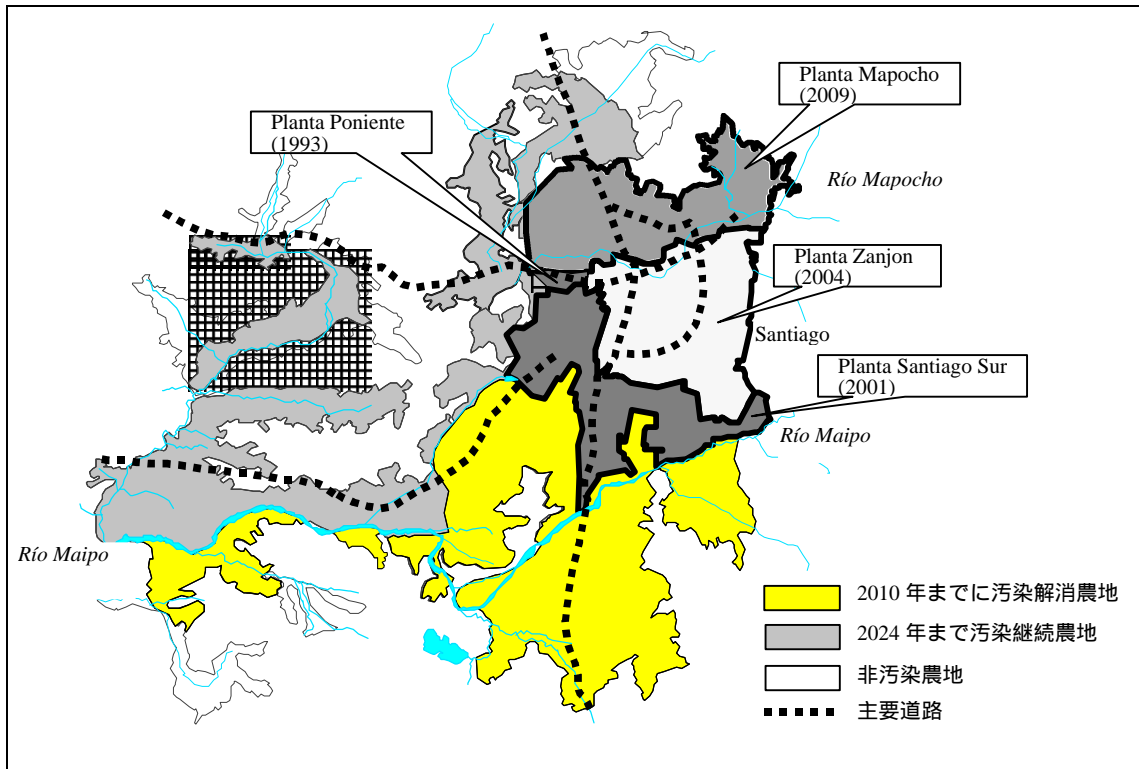 Planta Mapocho
(2009)
Planta Poniente
(1993)
Río Mapocho
Planta Zanjon
(2004)
Santiago
Planta Santiago Sur
(2001)
Río Maipo
Río Maipo
2010 年までに汚染解消農地
2024 年まで汚染継続農地
非汚染農地
主要道路